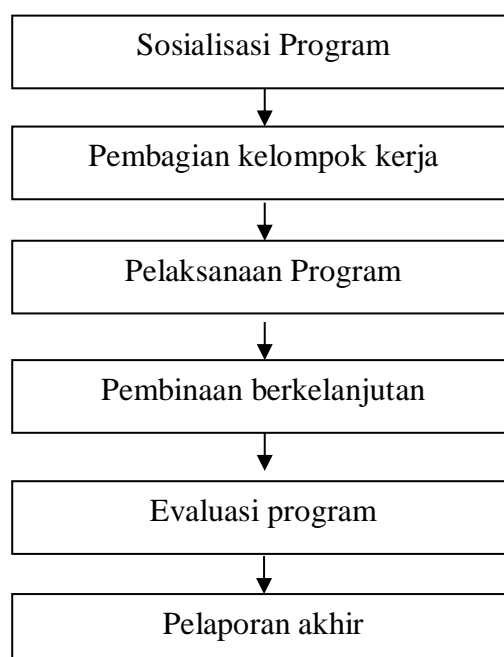 Sosialisasi Program
Pembagian kelompok kerja
Pelaksanaan Program
Pembinaan berkelanjutan
Evaluasi program
Pelaporan akhir